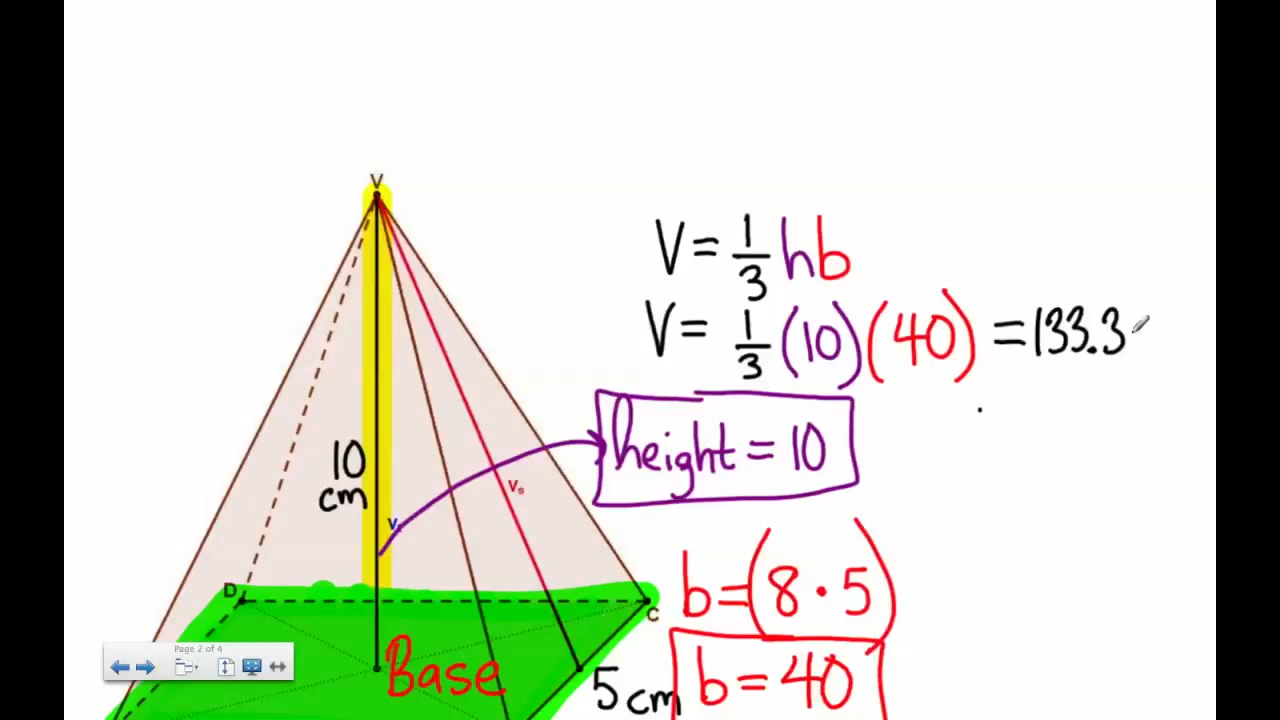 V
V = 1/3 hb
V = 1/3 (10)(40) = 133.3
height = 10
10
cm
Vs
V
D
C
b = (8 · 5)
Page 2 of 4
Base
5 cm
b = 40